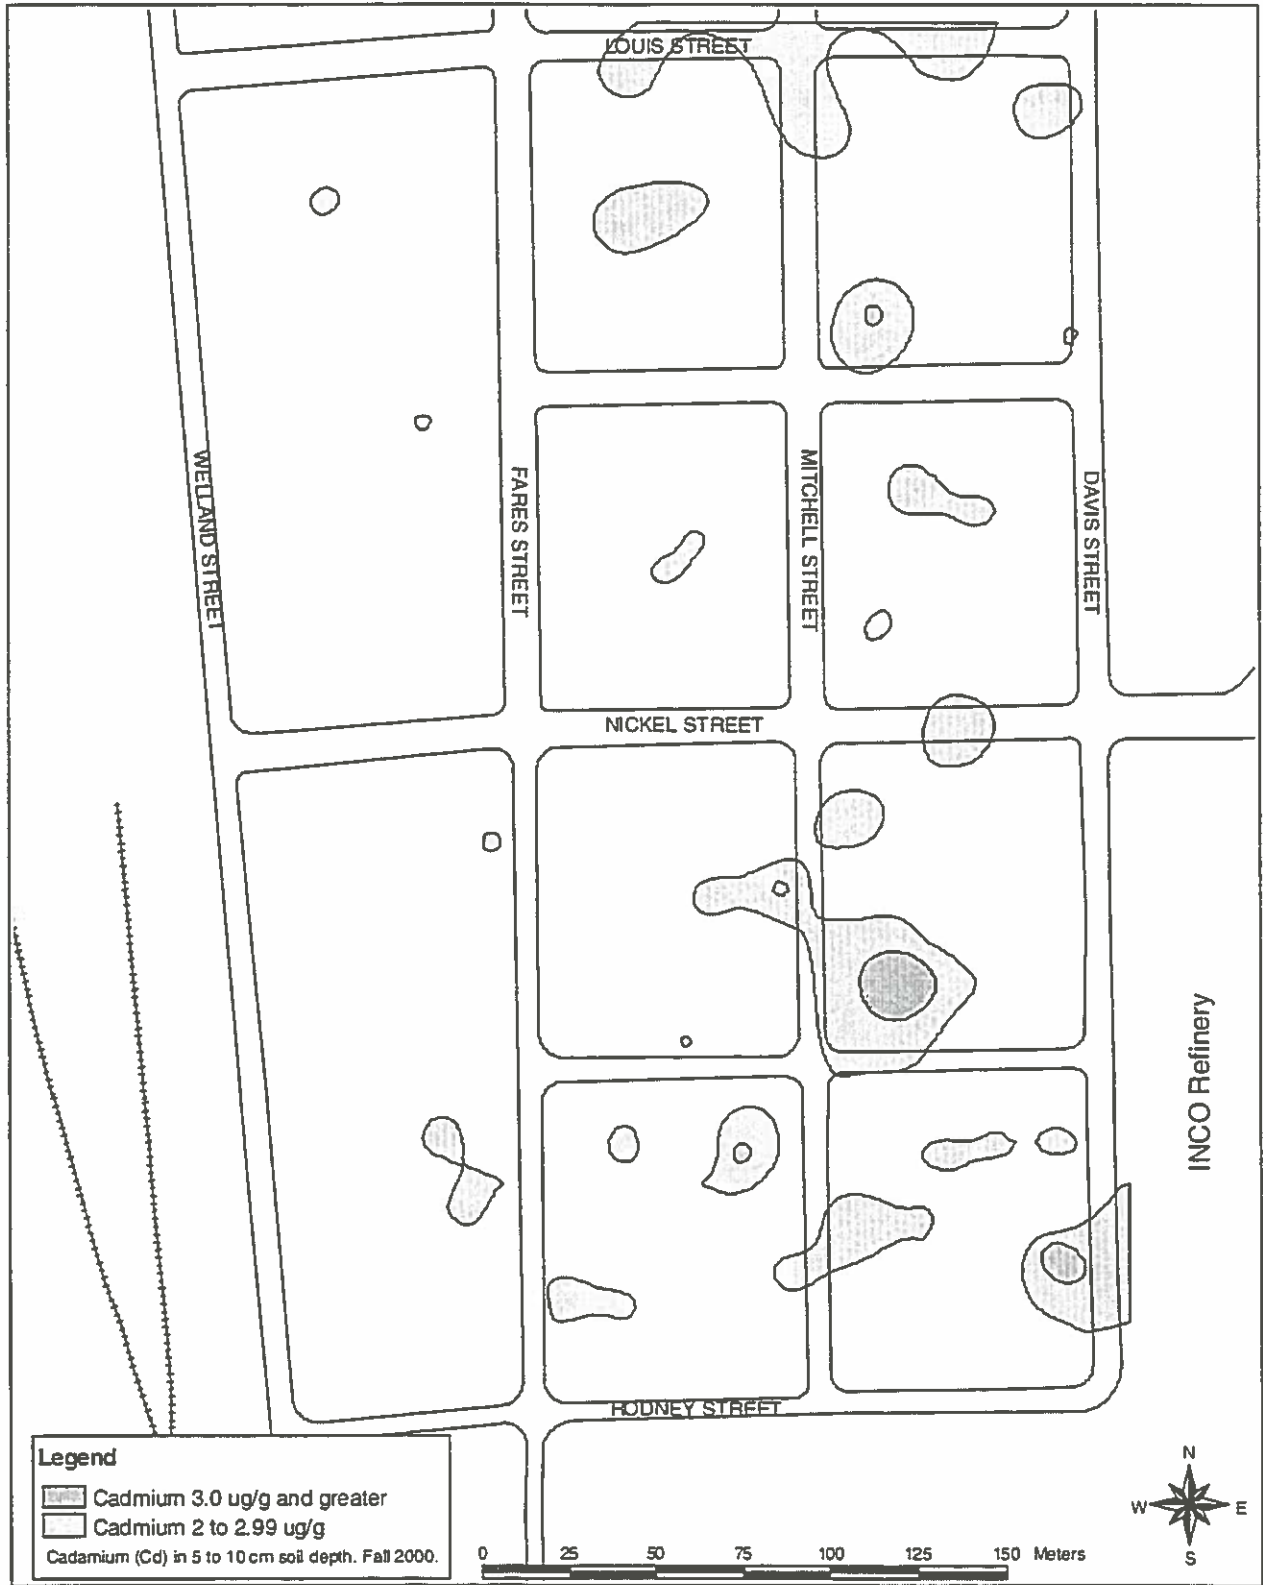 LOUIS STREET
WELLAND STREET
FARES STREET
MITCHELL STREET
DAVIS STREET
NICKEL STREET
INCO Refinery
RODNEY STREET
Legend
Cadmium 3.0 ug/g and greater
Cadmium 2 to 2.99 ug/g
Cadamium (Cd) in 5 to 10 cm soil depth. Fall 2000.
0 25 50 75 100 125 150 Meters
N
W E
S